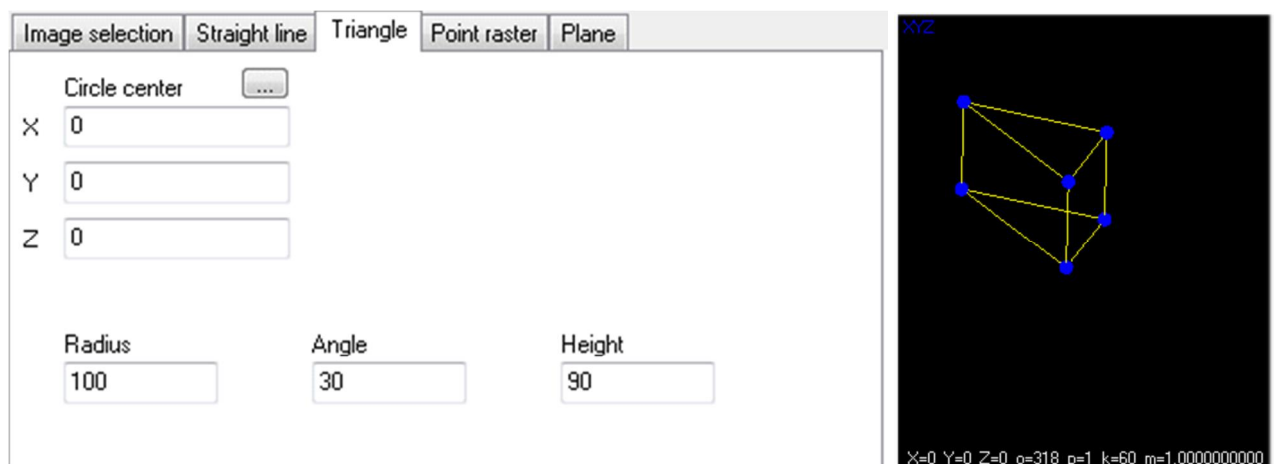 Image selection Straight line Triangle Point raster Plane
Circle center ...
X 0
Y 0
Z 0
Radius Angle Height
100 30 90
XYZ
X=0 Y=0 Z=0 o=318 p=1 k=60 m=1.0000000000